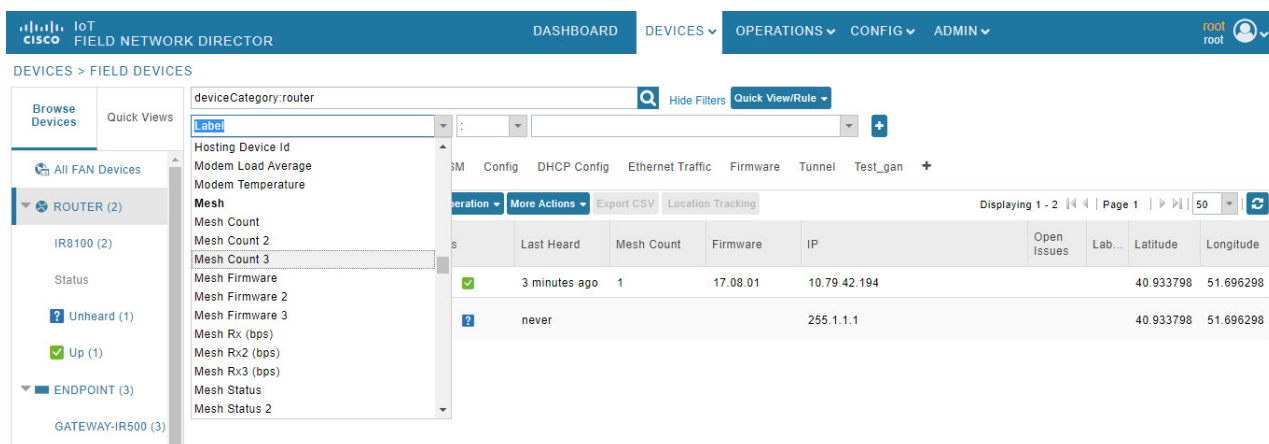 IoT
CISCO FIELD NETWORK DIRECTOR
DASHBOARD DEVICES OPERATIONS CONFIG ADMIN
root
root
DEVICES > FIELD DEVICES
Browse Devices
Quick Views
deviceCategory:router
Hide Filters
Quick View/Rule
Label
:
Hosting Device Id
Modem Load Average
Modem Temperature
Mesh
Mesh Count
Mesh Count 2
Mesh Count 3
Mesh Firmware
Mesh Firmware 2
Mesh Firmware 3
Mesh Rx (bps)
Mesh Rx2 (bps)
Mesh Rx3 (bps)
Mesh Status
Mesh Status 2
All FAN Devices
ROUTER (2)
IR8100 (2)
Status
Unheard (1)
Up (1)
ENDPOINT (3)
GATEWAY-IR500 (3)
Config DHCP Config Ethernet Traffic Firmware Tunnel Test_gan +
More Actions Export CSV Location Tracking
Displaying 1 - 2 Page 1 50
Last Heard Mesh Count Firmware IP Open Issues Lab... Latitude Longitude
3 minutes ago 1 17.08.01 10.79.42.194 40.933798 51.696298
never 255.1.1.1 40.933798 51.696298